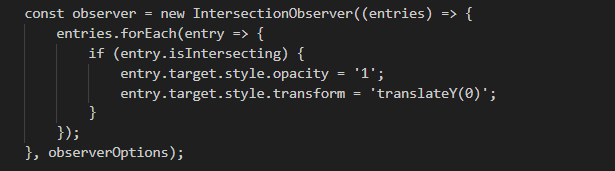 const observer = new IntersectionObserver((entries) => {
    entries.forEach(entry => {
        if (entry.isIntersecting) {
            entry.target.style.opacity = '1';
            entry.target.style.transform = 'translateY(0)';
        }
    });
}, observerOptions);